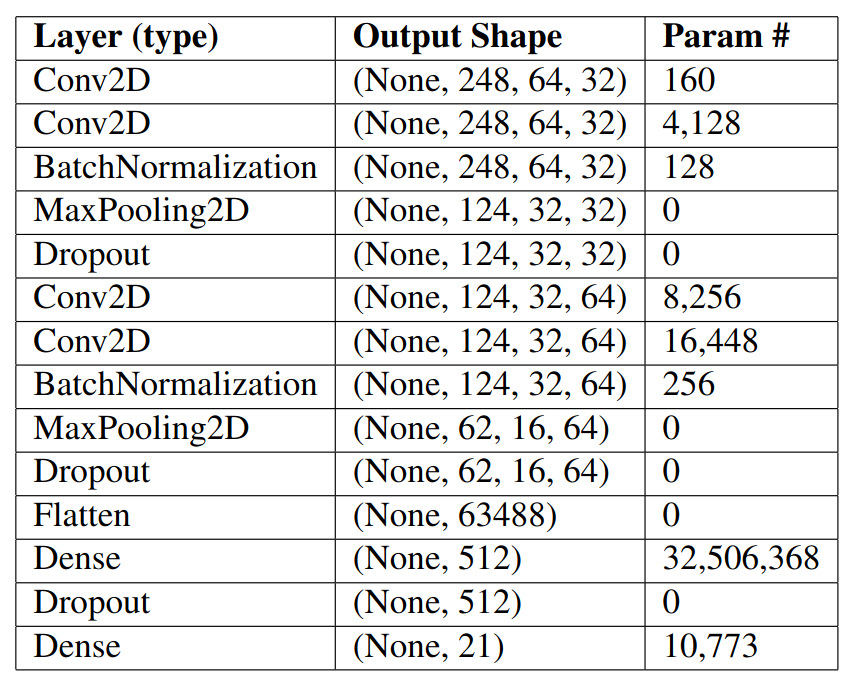 Layer (type) Output Shape Param #
Conv2D (None, 248, 64, 32) 160
Conv2D (None, 248, 64, 32) 4,128
BatchNormalization (None, 248, 64, 32) 128
MaxPooling2D (None, 124, 32, 32) 0
Dropout (None, 124, 32, 32) 0
Conv2D (None, 124, 32, 64) 8,256
Conv2D (None, 124, 32, 64) 16,448
BatchNormalization (None, 124, 32, 64) 256
MaxPooling2D (None, 62, 16, 64) 0
Dropout (None, 62, 16, 64) 0
Flatten (None, 63488) 0
Dense (None, 512) 32,506,368
Dropout (None, 512) 0
Dense (None, 21) 10,773